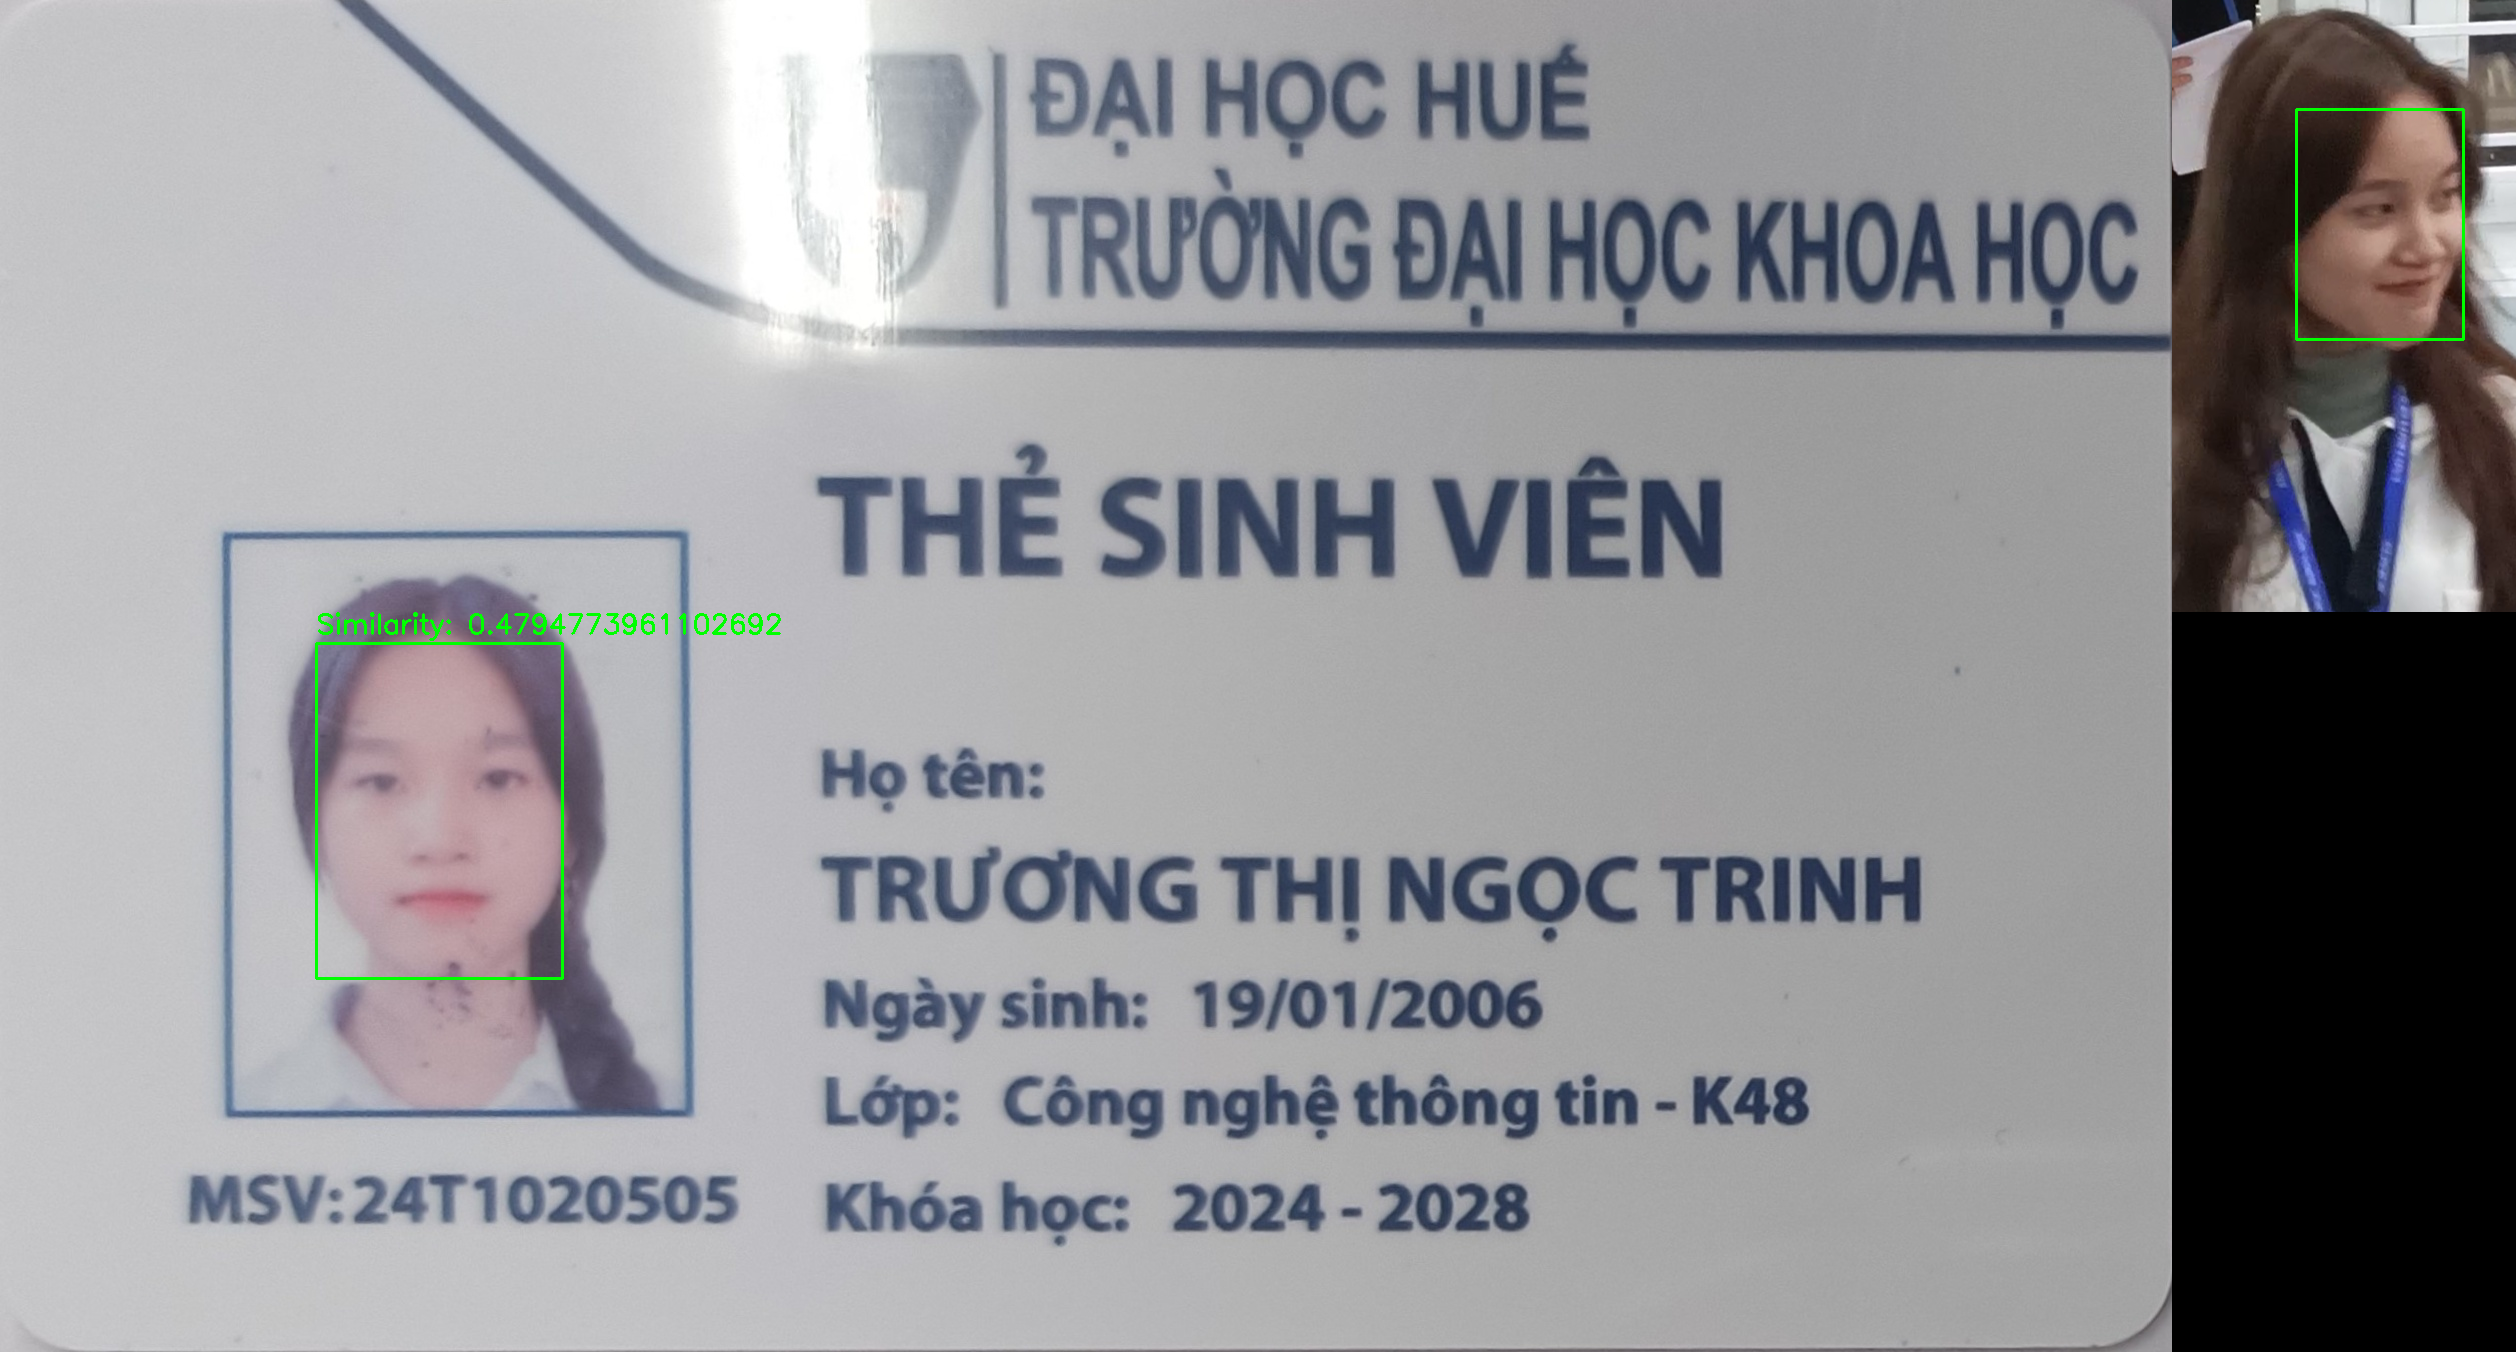 ĐẠI HỌC HUẾ
TRƯỜNG ĐẠI HỌC KHOA HỌC
THẺ SINH VIÊN
Similarity: 0.4794773961102692
Họ tên:
TRƯƠNG THỊ NGỌC TRINH
Ngày sinh: 19/01/2006
Lớp: Công nghệ thông tin - K48
MSV: 24T1020505
Khóa học: 2024 - 2028